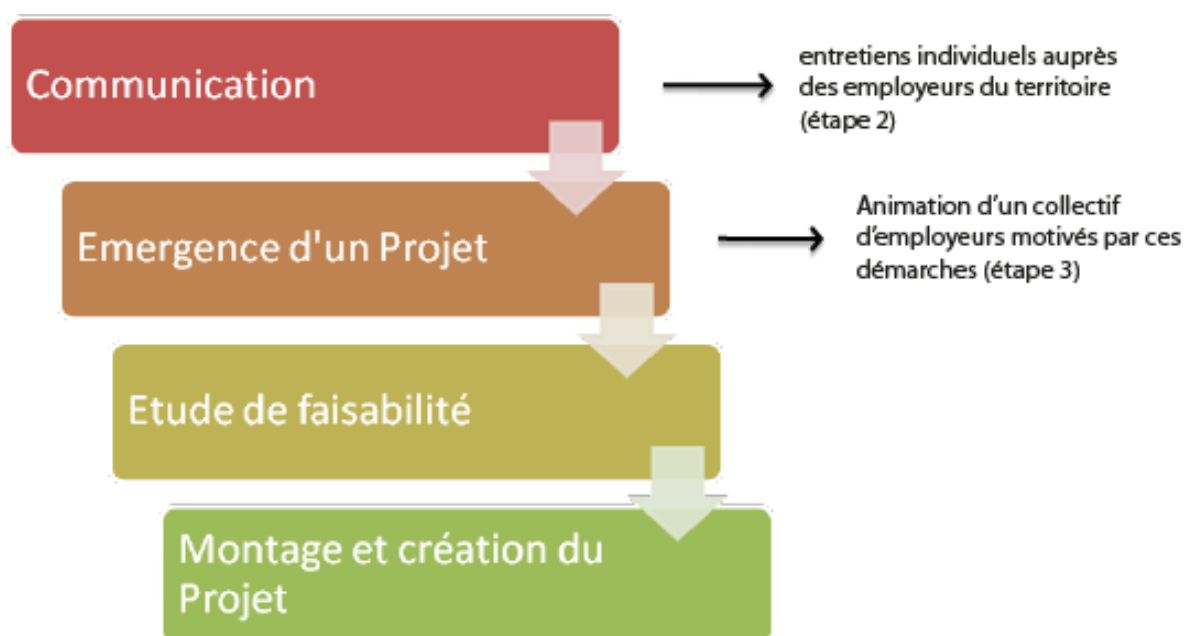 Communication
entretiens individuels auprès
des employeurs du territoire
(étape 2)
Emergence d'un Projet
Animation d'un collectif
d'employeurs motivés par ces
démarches (étape 3)
Etude de faisabilité
Montage et création du
Projet